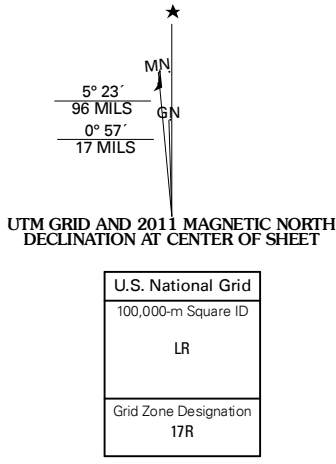 MN
5° 23´
96 MILS
GN
0° 57´
17 MILS
UTM GRID AND 2011 MAGNETIC NORTH
DECLINATION AT CENTER OF SHEET
U.S. National Grid
100,000-m Square ID
LR
Grid Zone Designation
17R